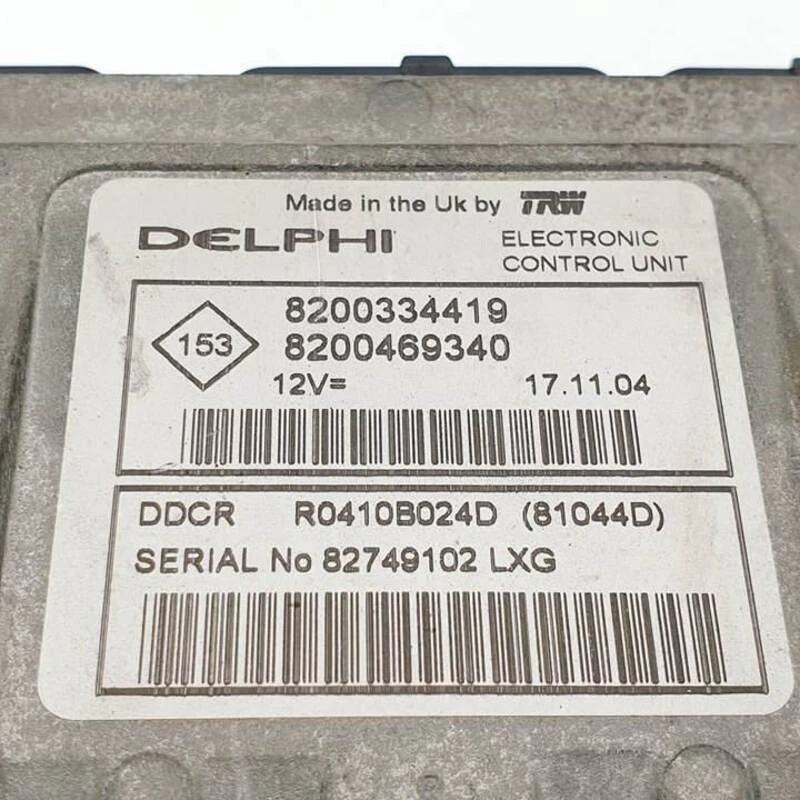 Made in the Uk by TRW
DELPHI
ELECTRONIC
CONTROL UNIT
153
8200334419
8200469340
12V= 17.11.04
DDCR R0410B024D (81044D)
SERIAL No 82749102 LXG